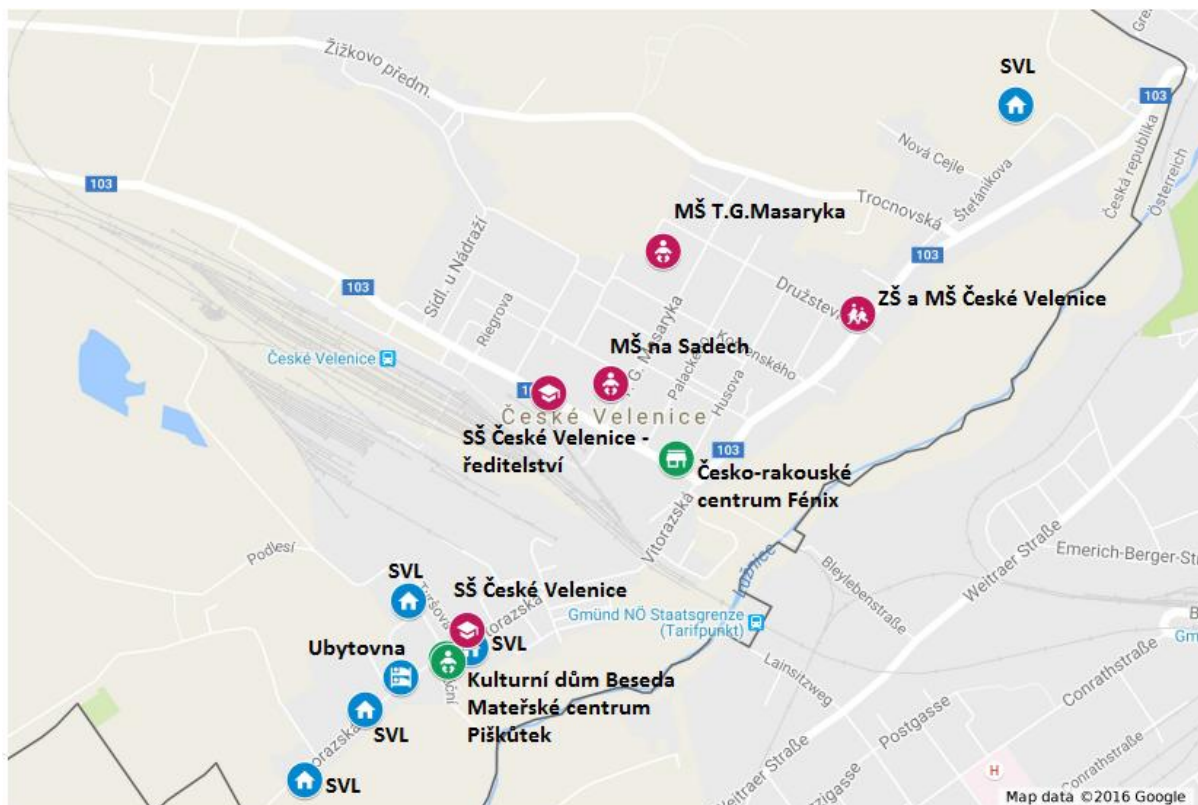 Žižkovo předm.
SVL
103
Nová Cejle
Štefánikova
Česká republika
Österreich
Trocnovská
103
MŠ T.G.Masaryka
Sídl. u Nádraží
103
103
Riegrova
Družstevní
ZŠ a MŠ České Velenice
České Velenice
MŠ na Sadech
T. G. Masaryka
Palackého
Komenského
Husova
České Velenice
SŠ České Velenice -
ředitelství
103
Česko-rakouské
centrum Fénix
Vitorazská
Lužnice
Weitraer Straße
Emerich-Berger-St
Bleylebenstraße
Podlesí
SVL
SŠ České Velenice
Gmünd NÖ Staatsgrenze
(Tarifpunkt)
SVL
Ubytovna
Lainsitzweg
Kulturní dům Beseda
Mateřské centrum
Piškůtek
SVL
SVL
Weitraer Straße
Postgasse
Conrathstraße
Conrathstraße
H
Map data ©2016 Google